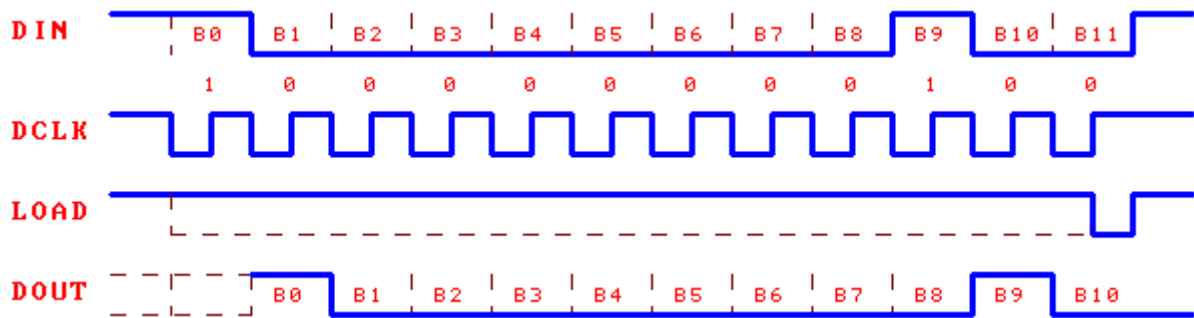 DIN B0 B1 B2 B3 B4 B5 B6 B7 B8 B9 B10 B11
1 0 0 0 0 0 0 0 0 1 0 0
DCLK
LOAD
DOUT B0 B1 B2 B3 B4 B5 B6 B7 B8 B9 B10